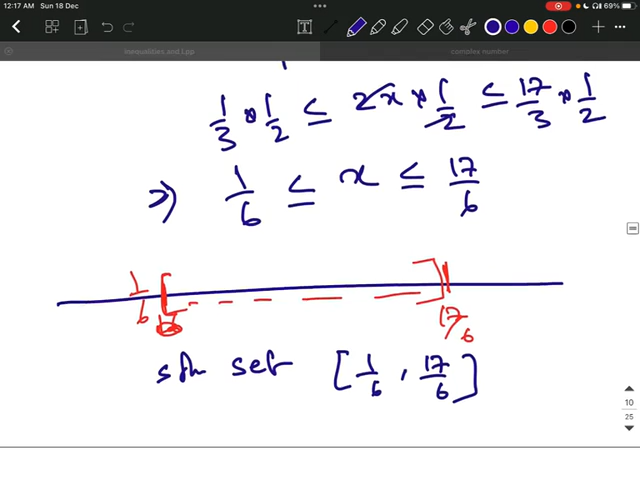 12:17 AM Sun 18 Dec
69%
inequalities.and i.pp
complex number
1/3 * 1/2 ≤ 2x * 1/2 ≤ 17/3 * 1/2
⇒ 1/6 ≤ x ≤ 17/6
1/6
17/6
soln set [1/6, 17/6]
10
25